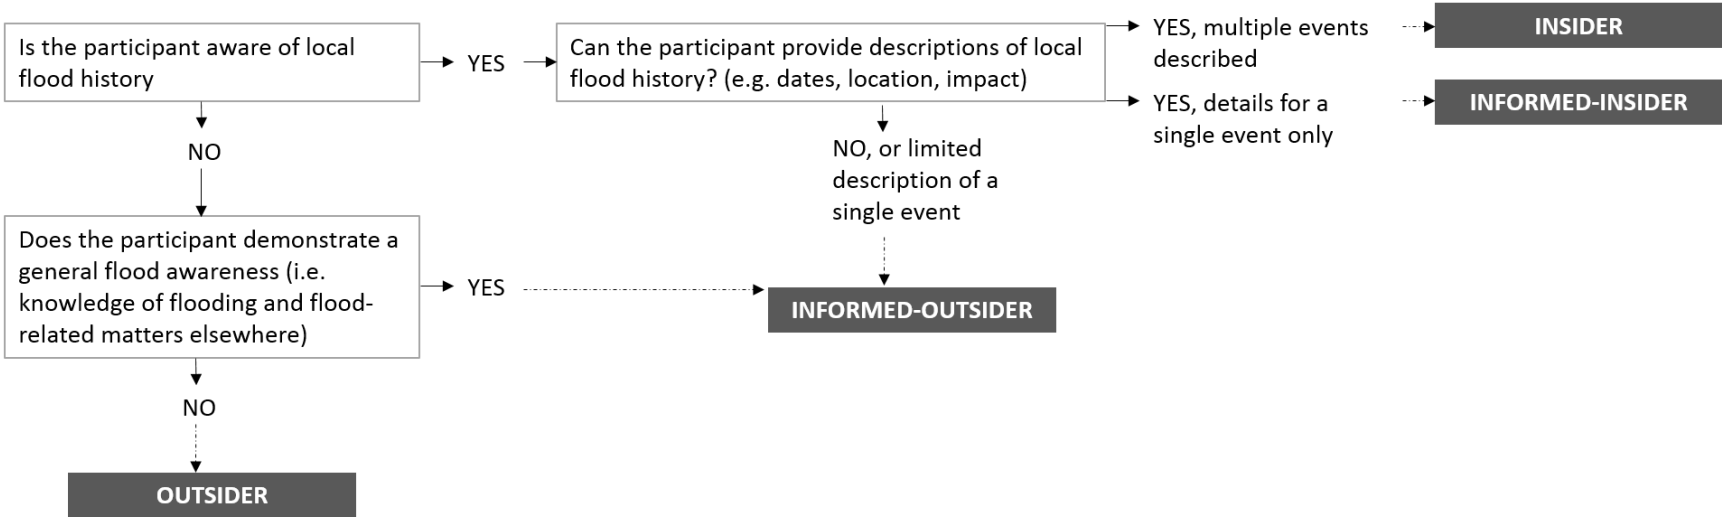 Is the participant aware of local
flood history
YES
Can the participant provide descriptions of local
flood history? (e.g. dates, location, impact)
YES, multiple events
described
INSIDER
YES, details for a
single event only
INFORMED-INSIDER
NO
NO, or limited
description of a
single event
Does the participant demonstrate a
general flood awareness (i.e.
knowledge of flooding and flood-
related matters elsewhere)
YES
INFORMED-OUTSIDER
NO
OUTSIDER